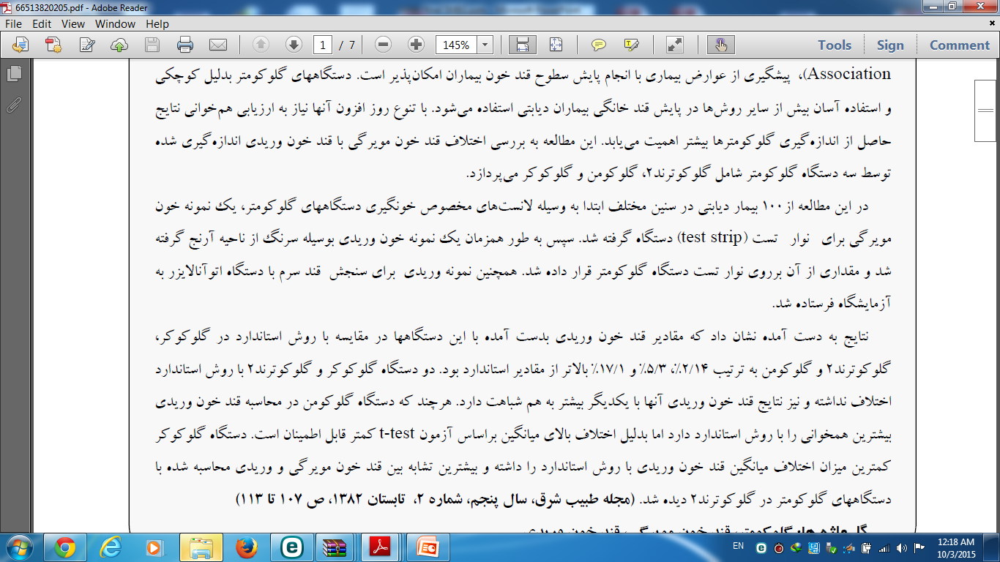 66513820205.pdf - Adobe Reader
File Edit View Window Help
1 / 7 145% Tools Sign Comment
Association)، پیشگیری از عوارض بیماری با انجام پایش سطوح قند خون بیماران امکان‌پذیر است. دستگاههای گلوکومتر بدلیل کوچکی
و استفاده آسان بیش از سایر روش‌ها در پایش قند خانگی بیماران دیابتی استفاده می‌شود. با تنوع روز افزون آنها نیاز به ارزیابی هم‌خوانی نتایج
حاصل از اندازه‌گیری گلوکومترها بیشتر اهمیت می‌یابد. این مطالعه به بررسی اختلاف قند خون مویرگی با قند خون وریدی اندازه‌گیری شده
توسط سه دستگاه گلوکومتر شامل گلوکوترند۲، گلوکومن و گلوکوکر می‌پردازد.
در این مطالعه از۱۰۰ بیمار دیابتی در سنین مختلف ابتدا به وسیله لانست‌های مخصوص خونگیری دستگاههای گلوکومتر، یک نمونه خون
مویرگی برای نوار تست (test strip) دستگاه گرفته شد. سپس به طور همزمان یک نمونه خون وریدی بوسیله سرنگ از ناحیه آرنج گرفته
شد و مقداری از آن برروی نوار تست دستگاه گلوکومتر قرار داده شد. همچنین نمونه وریدی برای سنجش قند سرم با دستگاه اتوآنالایزر به
آزمایشگاه فرستاده شد.
نتایج به دست آمده نشان داد که مقادیر قند خون وریدی بدست آمده با این دستگاهها در مقایسه با روش استاندارد در گلوکوکر،
گلوکوترند۲ و گلوکومن به ترتیب ۲/۱۴٪، ۵/۳٪ و ۱۷/۱٪ بالاتر از مقادیر استاندارد بود. دو دستگاه گلوکوکر و گلوکوترند۲ با روش استاندارد
اختلاف نداشته و نیز نتایج قند خون وریدی آنها با یکدیگر بیشتر به هم شباهت دارد. هرچند که دستگاه گلوکومن در محاسبه قند خون وریدی
بیشترین همخوانی را با روش استاندارد دارد اما بدلیل اختلاف بالای میانگین براساس آزمون t-test کمتر قابل اطمینان است. دستگاه گلوکوکر
کمترین میزان اختلاف میانگین قند خون وریدی با روش استاندارد را داشته و بیشترین تشابه بین قند خون مویرگی و وریدی محاسبه شده با
دستگاههای گلوکومتر در گلوکوترند۲ دیده شد. (مجله طبیب شرق، سال پنجم، شماره ۲، تابستان ۱۳۸۲، ص ۱۰۷ تا ۱۱۳)
گل‌واژه‌ها: گلوکومتر، قند خون مویرگی، قند خون وریدی
EN 12:18 AM
10/3/2015